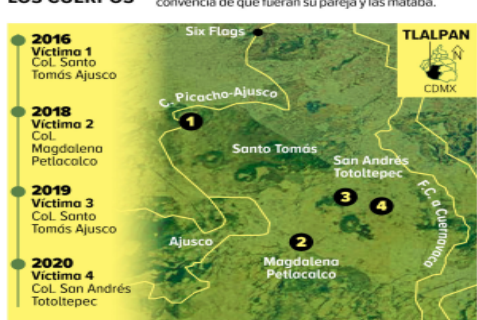 LOS CUERPOS
convencía de que fueran su pareja y las mataba.
2016
Víctima 1
Col. Santo
Tomás Ajusco
2018
Víctima 2
Col.
Magdalena
Petlacalco
2019
Víctima 3
Col. Santo
Tomás Ajusco
2020
Víctima 4
Col. San Andrés
Totoltepec
Six Flags
C. Picacho-Ajusco
1
Santo Tomás
San Andrés
Totoltepec
3
4
F.C. a Cuernavaca
Ajusco
2
Magdalena
Petlacalco
TLALPAN
N
CDMX